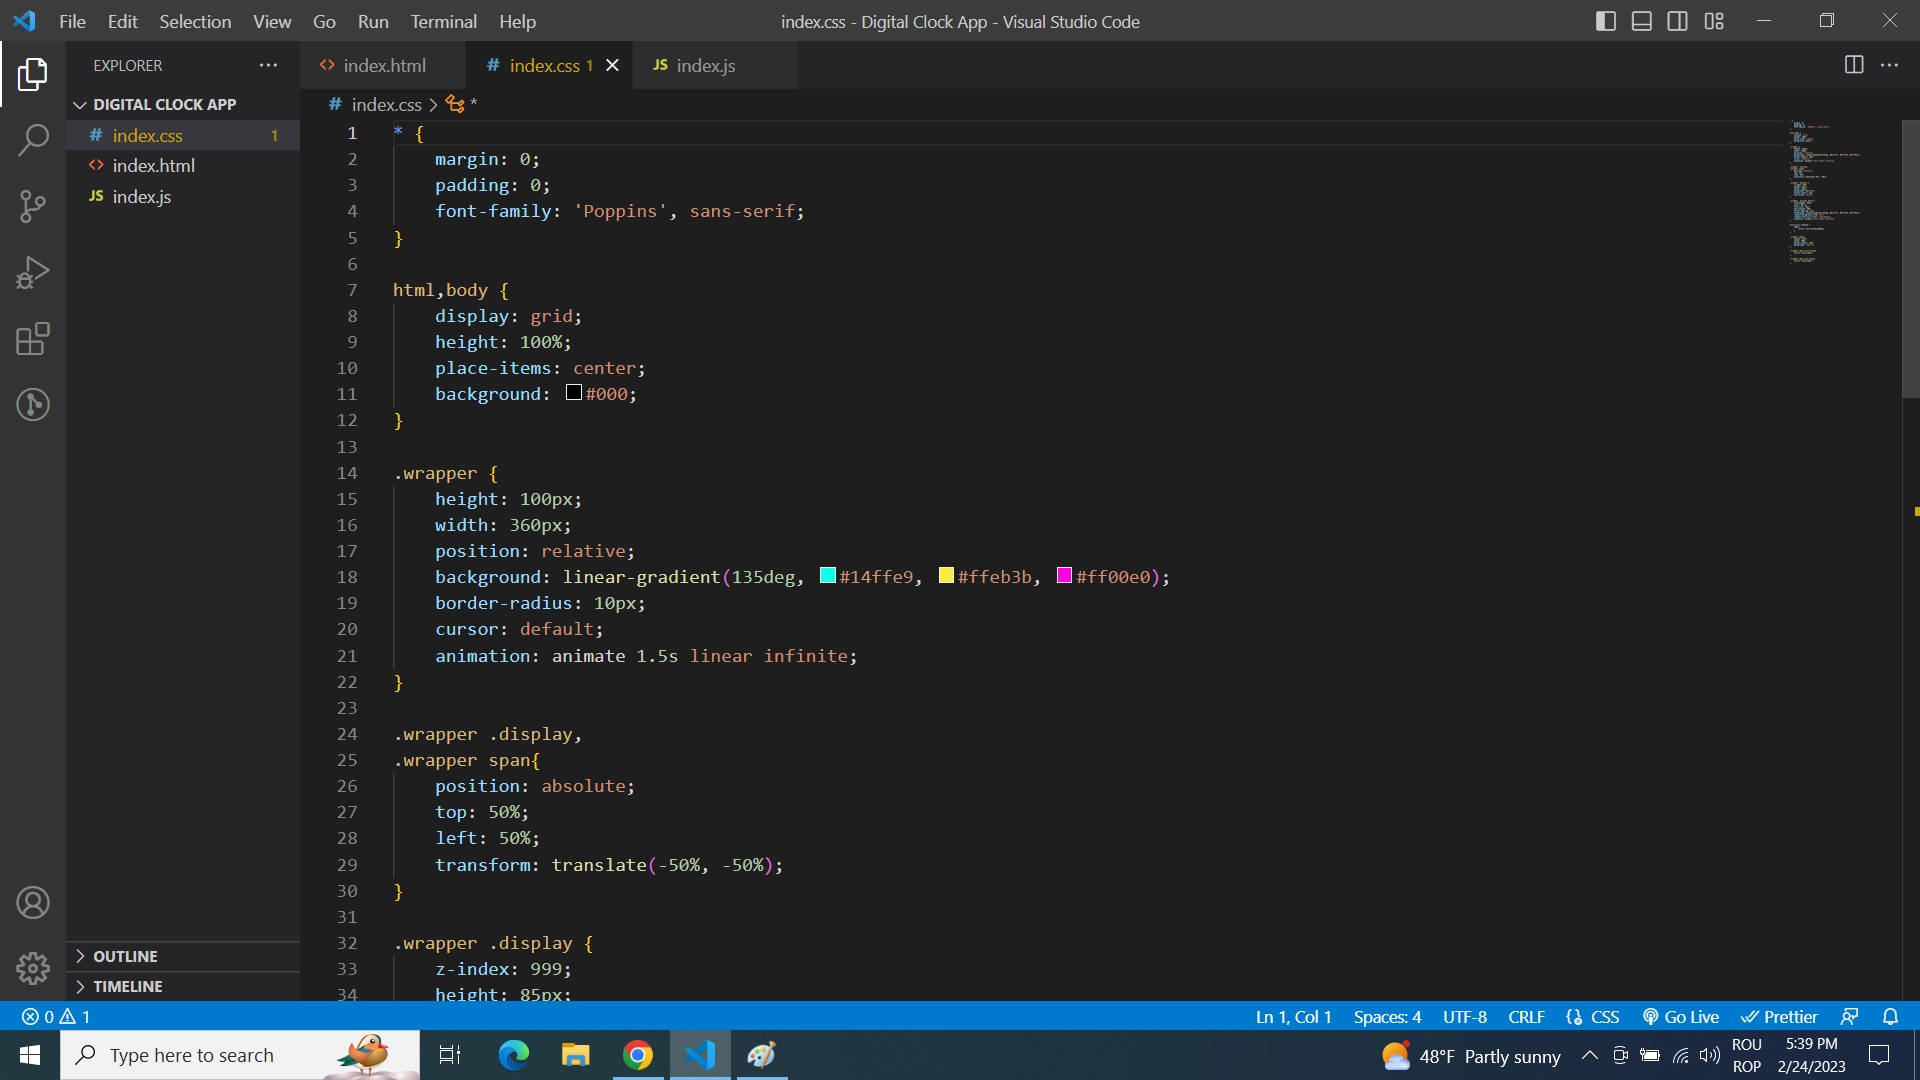 File Edit Selection View Go Run Terminal Help
index.css - Digital Clock App - Visual Studio Code
EXPLORER
DIGITAL CLOCK APP
# index.css 1
<> index.html
JS index.js
OUTLINE
TIMELINE
<> index.html # index.css 1 JS index.js
# index.css > *
1 * {
2 margin: 0;
3 padding: 0;
4 font-family: 'Poppins', sans-serif;
5 }
6
7 html,body {
8 display: grid;
9 height: 100%;
10 place-items: center;
11 background: #000;
12 }
13
14 .wrapper {
15 height: 100px;
16 width: 360px;
17 position: relative;
18 background: linear-gradient(135deg, #14ffe9, #ffeb3b, #ff00e0);
19 border-radius: 10px;
20 cursor: default;
21 animation: animate 1.5s linear infinite;
22 }
23
24 .wrapper .display,
25 .wrapper span{
26 position: absolute;
27 top: 50%;
28 left: 50%;
29 transform: translate(-50%, -50%);
30 }
31
32 .wrapper .display {
33 z-index: 999;
34 height: 85px;
0 1 Ln 1, Col 1 Spaces: 4 UTF-8 CRLF CSS Go Live Prettier
Type here to search
48°F Partly sunny
ROU
ROP
5:39 PM
2/24/2023